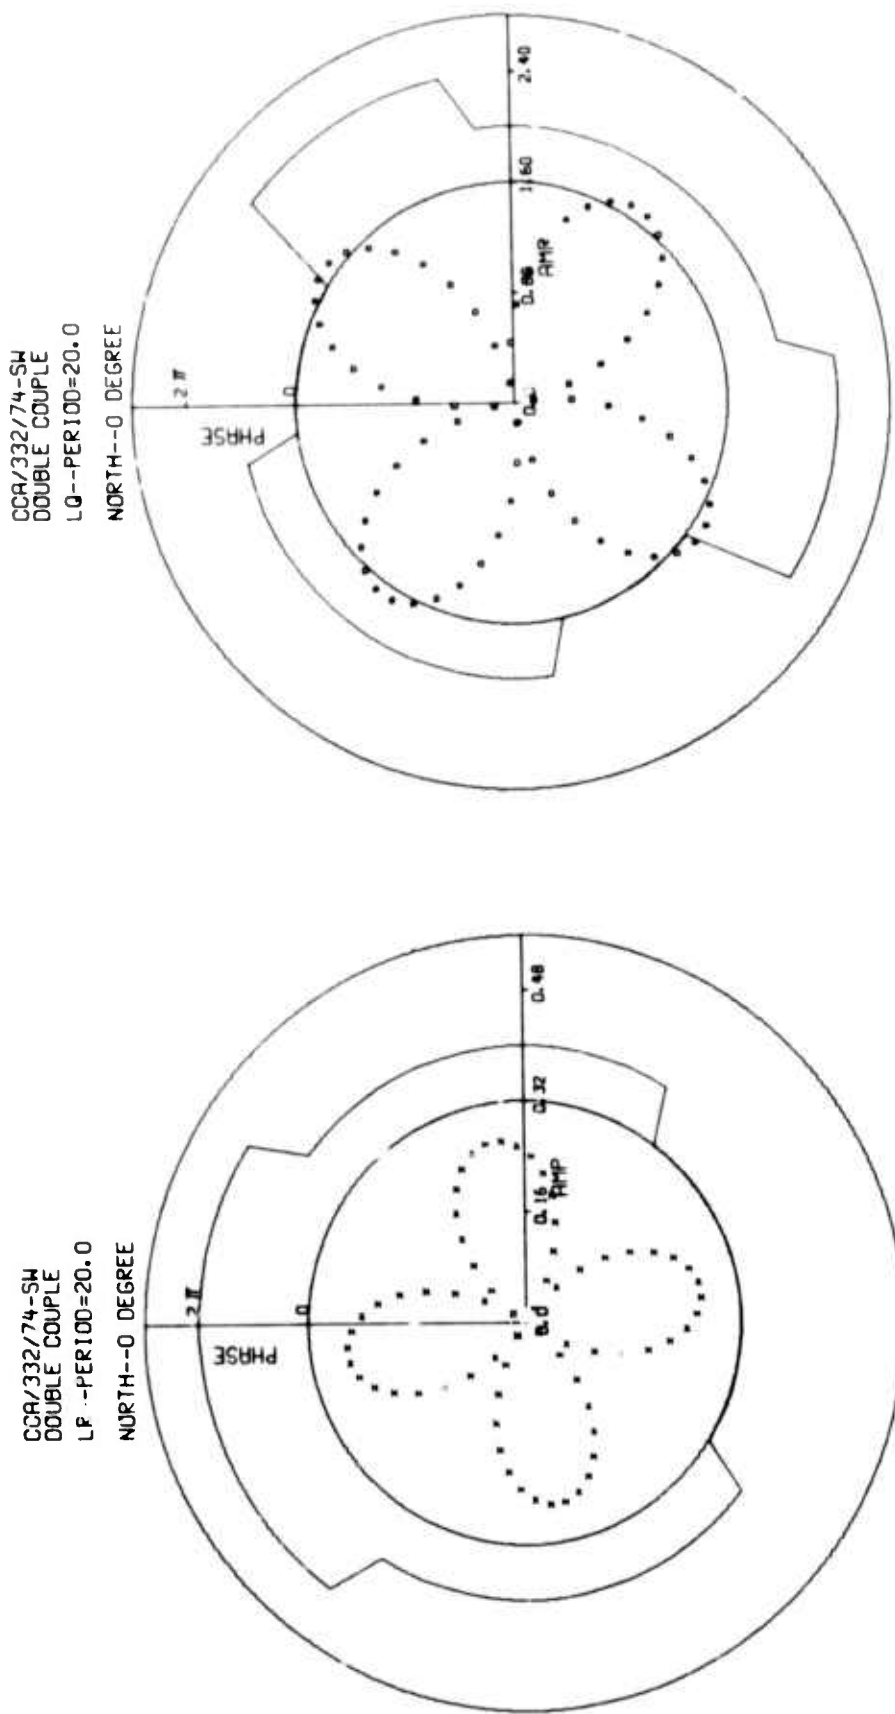 CCA/332/74-SW
DOUBLE COUPLE
LQ--PERIOD=20.0
NORTH--0 DEGREE
2π
PHASE
0
0.80
1.60
2.40
AMP
CCA/332/74-SW
DOUBLE COUPLE
LR--PERIOD=20.0
NORTH--0 DEGREE
2π
PHASE
0
0.0
0.16
0.32
0.48
AMP